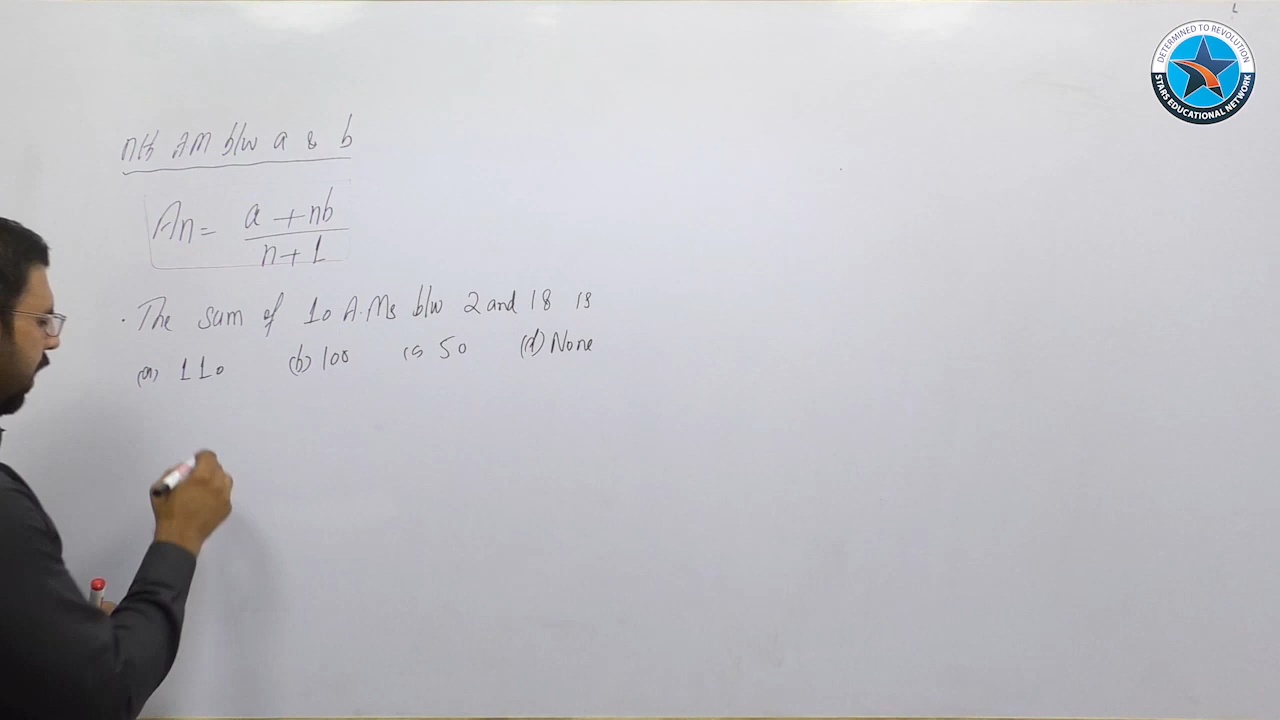 nth AM b/w a & b
An = a + nb
n + 1
. The sum of 10 A.Ms b/w 2 and 18 is
(a) 110 (b) 100 (c) 50 (d) None
DETERMINED TO REVOLUTION
STARS EDUCATIONAL NETWORK